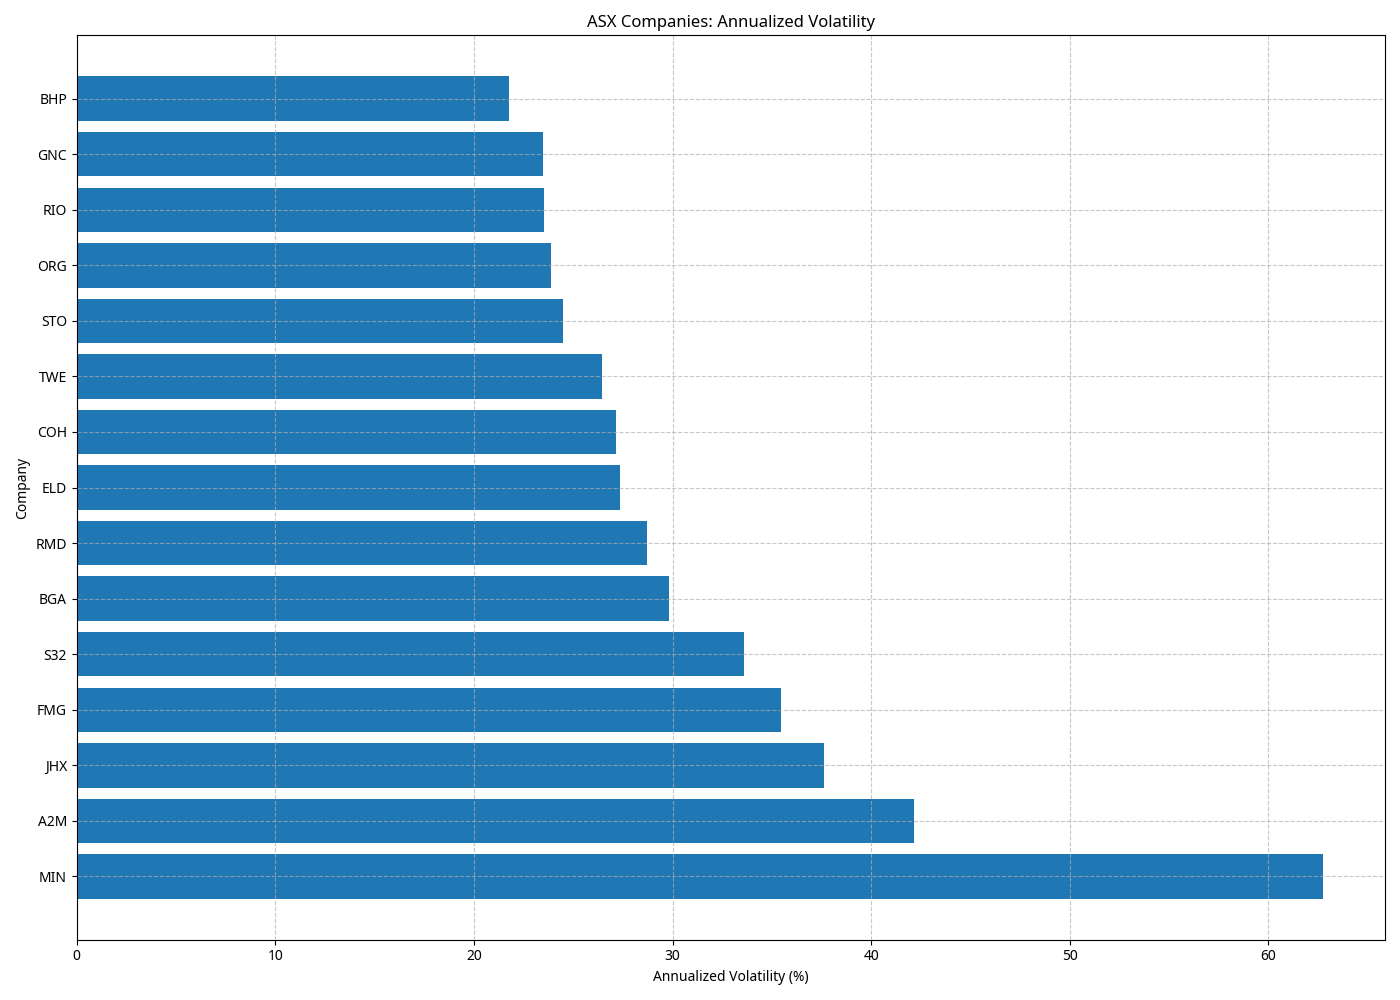 ASX Companies: Annualized Volatility
BHP
GNC
RIO
ORG
STO
TWE
COH
ELD
RMD
BGA
S32
FMG
JHX
A2M
MIN
Company
0 10 20 30 40 50 60
Annualized Volatility (%)